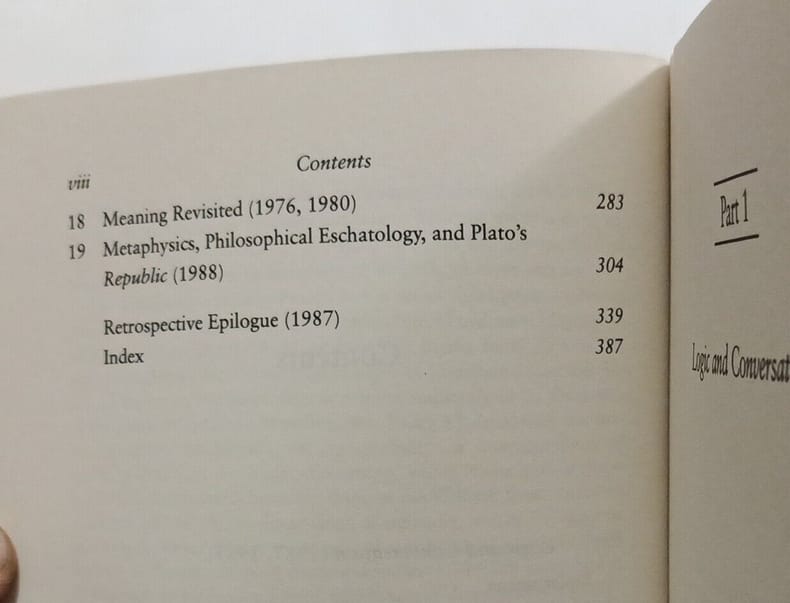 viii
Contents
18 Meaning Revisited (1976, 1980) 283
19 Metaphysics, Philosophical Eschatology, and Plato's
Republic (1988) 304
Retrospective Epilogue (1987) 339
Index 387
Part 1
Logic and Conversat